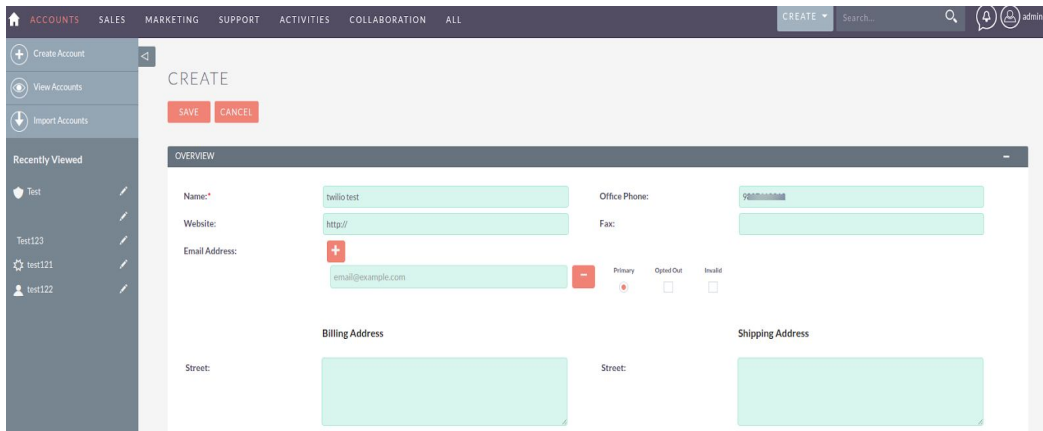 ACCOUNTS SALES MARKETING SUPPORT ACTIVITIES COLLABORATION ALL CREATE Search... admin
Create Account
View Accounts
Import Accounts
Recently Viewed
Test
Test123
test121
test122
CREATE
SAVE CANCEL
OVERVIEW
Name:* twilio test Office Phone:
Website: http:// Fax:
Email Address:
email@example.com Primary Opted Out Invalid
Billing Address Shipping Address
Street: Street: